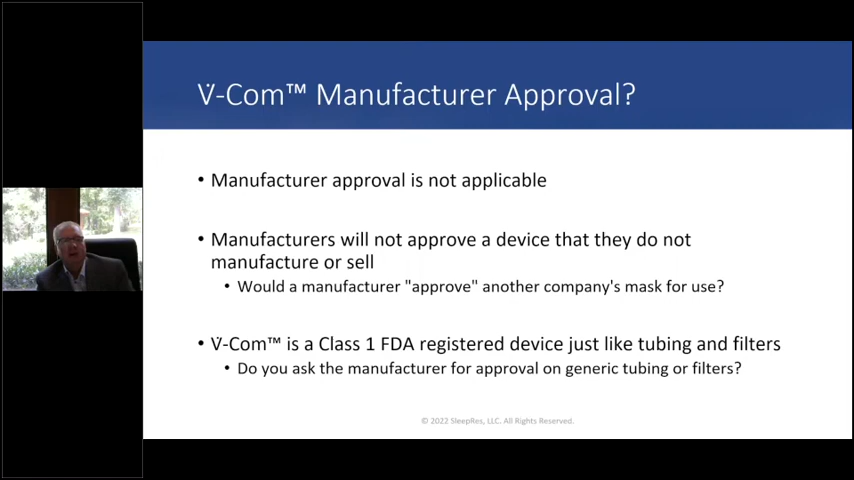 V̇-Com™ Manufacturer Approval?
• Manufacturer approval is not applicable
• Manufacturers will not approve a device that they do not
manufacture or sell
• Would a manufacturer "approve" another company's mask for use?
• V̇-Com™ is a Class 1 FDA registered device just like tubing and filters
• Do you ask the manufacturer for approval on generic tubing or filters?
© 2022 SleepRes, LLC. All Rights Reserved.